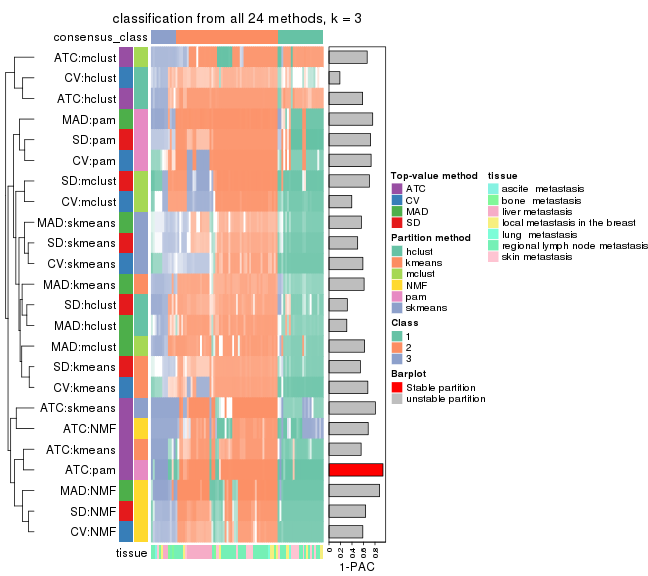 classification from all 24 methods, k = 3
consensus_class
ATC:mclust
CV:hclust
ATC:hclust
MAD:pam
SD:pam
CV:pam
SD:mclust
CV:mclust
MAD:skmeans
SD:skmeans
CV:skmeans
MAD:kmeans
SD:hclust
MAD:hclust
MAD:mclust
SD:kmeans
CV:kmeans
ATC:skmeans
ATC:NMF
ATC:kmeans
ATC:pam
MAD:NMF
SD:NMF
CV:NMF
tissue
0
0.2
0.4
0.6
0.8
1-PAC
Top-value method
ATC
CV
MAD
SD
Partition method
hclust
kmeans
mclust
NMF
pam
skmeans
Class
1
2
3
Barplot
Stable partition
unstable partition
tissue
ascite metastasis
bone metastasis
liver metastasis
local metastasis in the breast
lung metastasis
regional lymph node metastasis
skin metastasis